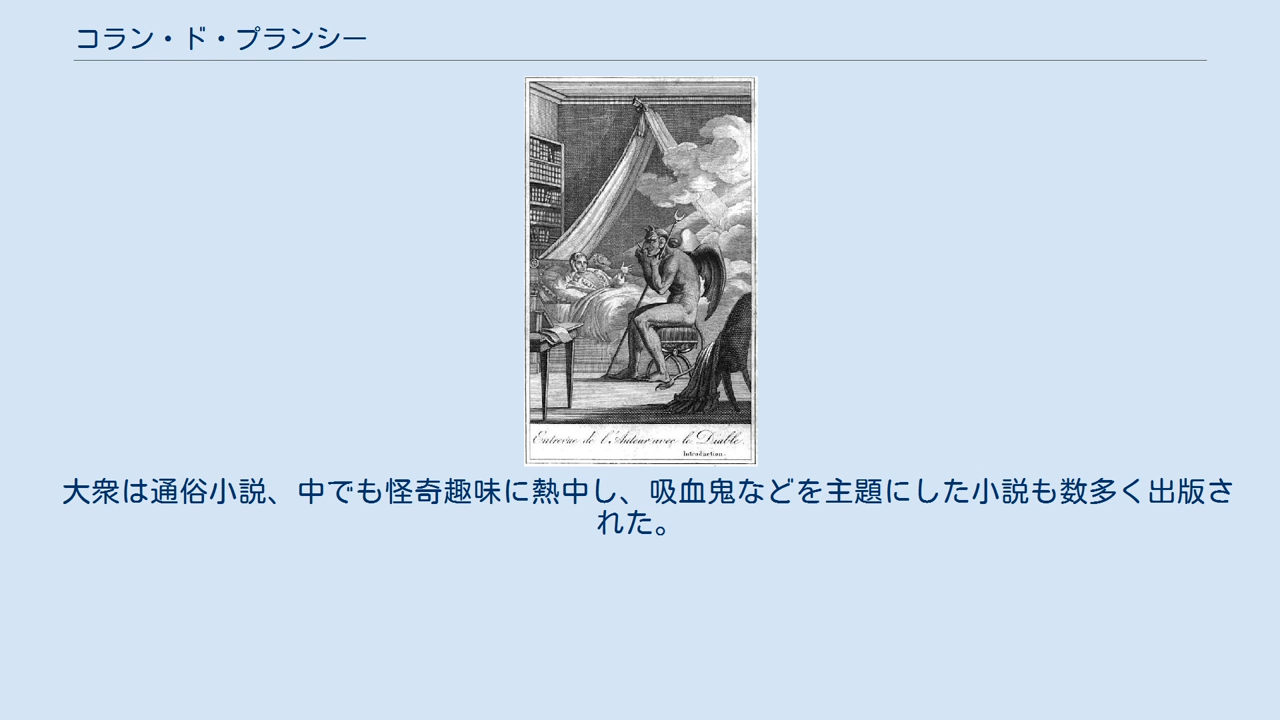 コラン・ド・プランシー
Entrevue de l'Auteur avec le Diable.
Introduction.
大衆は通俗小説、中でも怪奇趣味に熱中し、吸血鬼などを主題にした小説も数多く出版さ
れた。